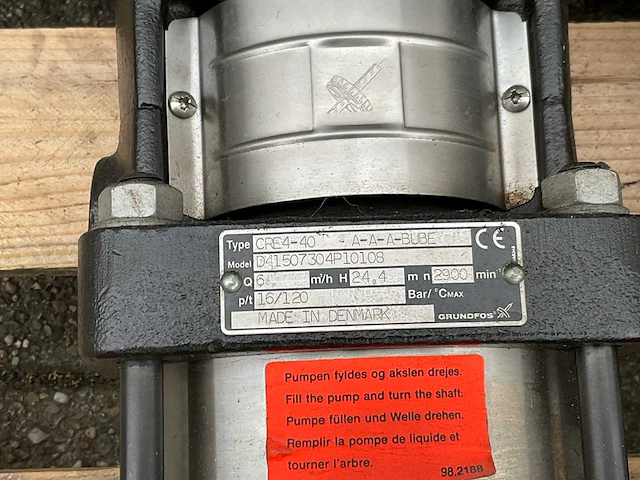 Type CRE4-40 A-A-A-BUBE CE
Model D41507304P10108
Q 6 m³/h H 24,4 m n 2900 min⁻¹
p/t 16/120 Bar/°CMAX
MADE IN DENMARK GRUNDFOS
Pumpen fyldes og akslen drejes.
Fill the pump and turn the shaft.
Pumpe füllen und Welle drehen.
Remplir la pompe de liquide et
tourner l'arbre.
98.2188